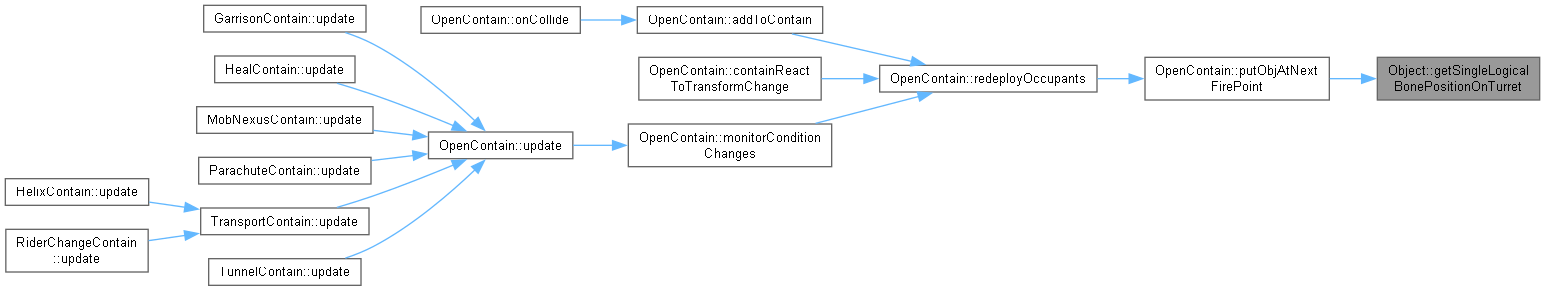 GarrisonContain::update
HealContain::update
MobNexusContain::update
ParachuteContain::update
HelixContain::update
TransportContain::update
RiderChangeContain
::update
TunnelContain::update
OpenContain::update
OpenContain::onCollide
OpenContain::addToContain
OpenContain::containReact
ToTransformChange
OpenContain::monitorCondition
Changes
OpenContain::redeployOccupants
OpenContain::putObjAtNext
FirePoint
Object::getSingleLogical
BonePositionOnTurret